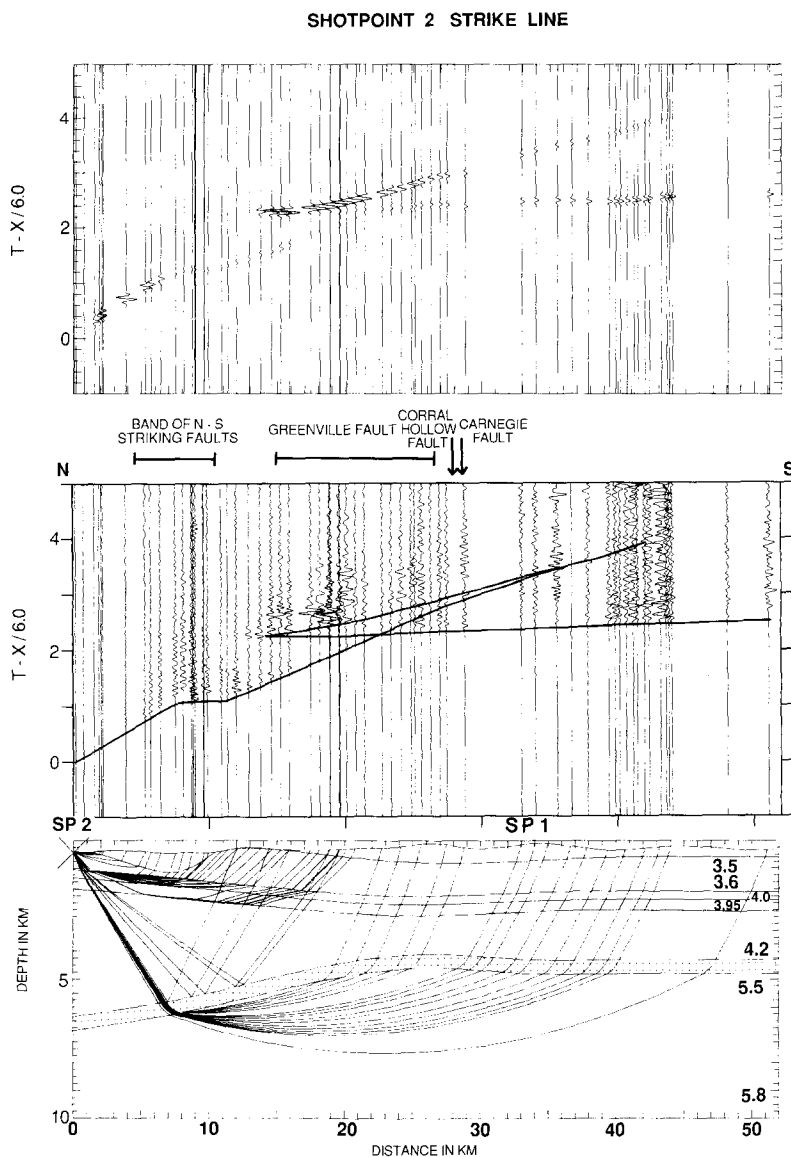 SHOTPOINT 2 STRIKE LINE
4
2
0
T - X / 6.0
BAND OF N - S
STRIKING FAULTS
GREENVILLE FAULT
CORRAL
HOLLOW
FAULT
CARNEGIE
FAULT
N
S
4
2
0
T - X / 6.0
SP 2
SP 1
3.5
3.6
4.0
3.95
4.2
5.5
5.8
DEPTH IN KM
5
10
0
10
20
30
40
50
DISTANCE IN KM